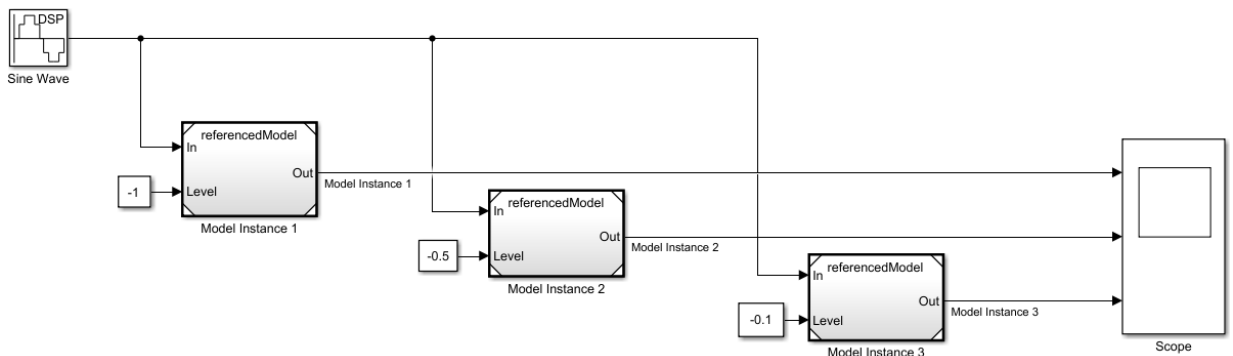 DSP
Sine Wave
referencedModel
In
Out
Model Instance 1
-1
Level
Model Instance 1
referencedModel
In
Out
Model Instance 2
-0.5
Level
Model Instance 2
referencedModel
In
Out
Model Instance 3
-0.1
Level
Model Instance 3
Scope